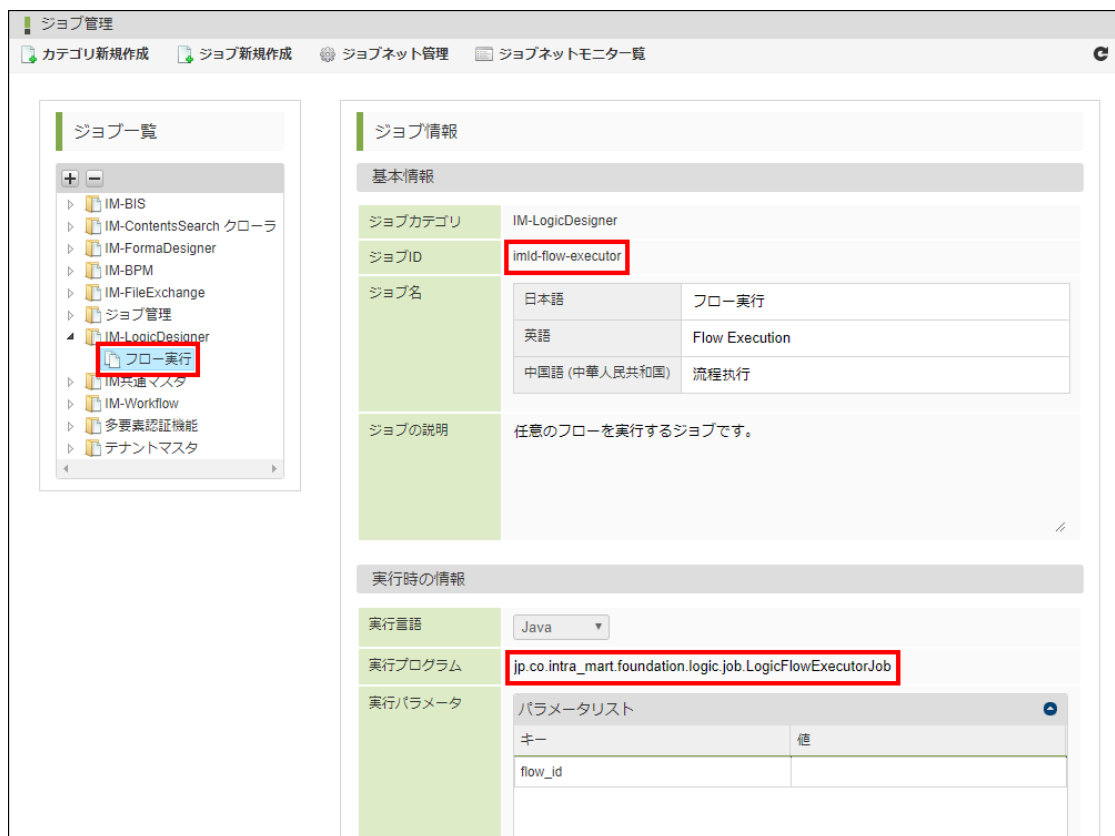 ジョブ管理
カテゴリ新規作成 ジョブ新規作成 ジョブネット管理 ジョブネットモニタ一覧
ジョブ一覧
IM-BIS
IM-ContentsSearch クローラ
IM-FormaDesigner
IM-BPM
IM-FileExchange
ジョブ管理
IM-LogicDesigner
フロー実行
IM共通マスタ
IM-Workflow
多要素認証機能
テナントマスタ
ジョブ情報
基本情報
ジョブカテゴリ IM-LogicDesigner
ジョブID imld-flow-executor
ジョブ名 日本語 フロー実行
英語 Flow Execution
中国語 (中華人民共和国) 流程执行
ジョブの説明 任意のフローを実行するジョブです。
実行時の情報
実行言語 Java
実行プログラム jp.co.intra_mart.foundation.logic.job.LogicFlowExecutorJob
実行パラメータ パラメータリスト
キー 値
flow_id